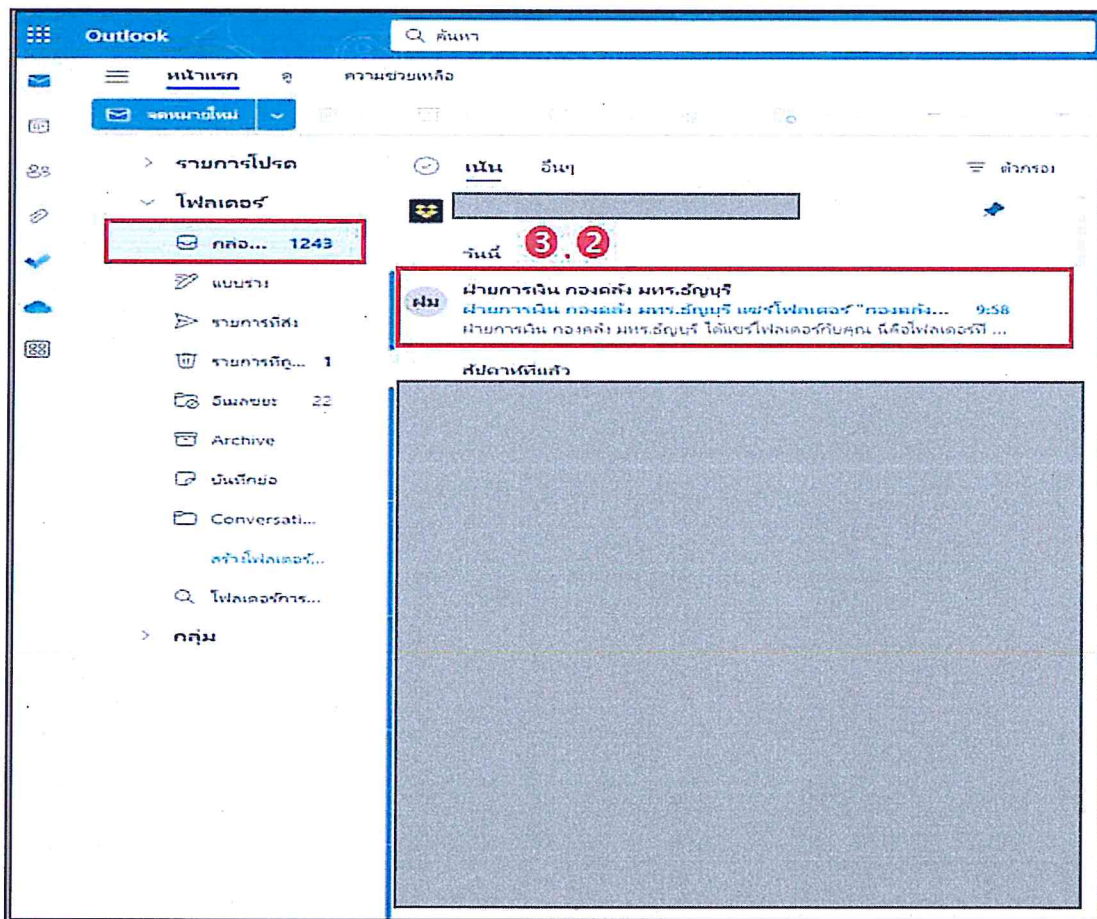 Outlook
ค้นหา
หน้าแรก ดู ความช่วยเหลือ
จดหมายใหม่
รายการโปรด
เน้น อื่นๆ
ตัวกรอง
โฟลเดอร์
กล่อ... 1243
วันนี้ 3.2
แบบร่าง
ฝม
ฝ่ายการเงิน กองคลัง มทร.ธัญบุรี
ฝ่ายการเงิน กองคลัง มทร.ธัญบุรี แชร์โฟลเดอร์ "กองคลัง... 9:58
ฝ่ายการเงิน กองคลัง มทร.ธัญบุรี ได้แชร์โฟลเดอร์กับคุณ นี่คือโฟลเดอร์ที่ ...
รายการที่ส่ง
รายการที่ถู... 1
สัปดาห์ที่แล้ว
อีเมลขยะ 22
Archive
บันทึกย่อ
Conversati...
สร้างโฟลเดอร์...
โฟลเดอร์การ...
กลุ่ม